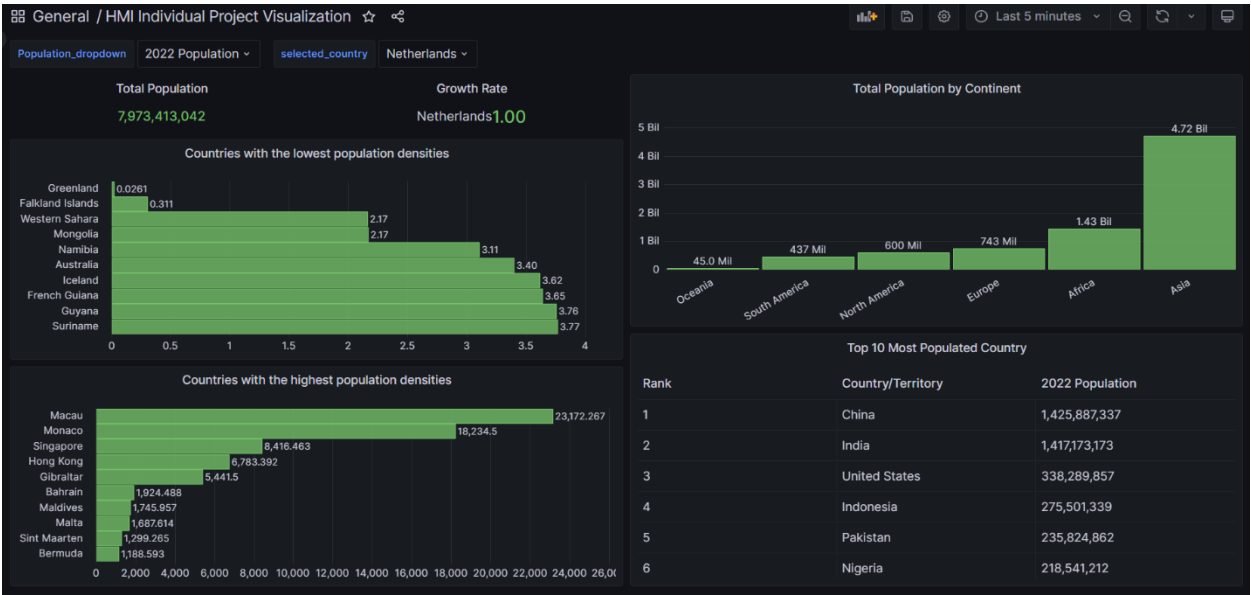 General / HMI Individual Project Visualization
Last 5 minutes
Population_dropdown 2022 Population selected_country Netherlands
Total Population
7,973,413,042
Growth Rate
Netherlands1.00
Countries with the lowest population densities
Greenland 0.0261
Falkland Islands 0.311
Western Sahara 2.17
Mongolia 2.17
Namibia 3.11
Australia 3.40
Iceland 3.62
French Guiana 3.65
Guyana 3.76
Suriname 3.77
0 0.5 1 1.5 2 2.5 3 3.5 4
Countries with the highest population densities
Macau 23,172.267
Monaco 18,234.5
Singapore 8,416.463
Hong Kong 6,783.392
Gibraltar 5,441.5
Bahrain 1,924.488
Maldives 1,745.957
Malta 1,687.614
Sint Maarten 1,299.265
Bermuda 1,188.593
0 2,000 4,000 6,000 8,000 10,000 12,000 14,000 16,000 18,000 20,000 22,000 24,000 26,0
Total Population by Continent
5 Bil
4 Bil
3 Bil
2 Bil
1 Bil
0
45.0 Mil 437 Mil 600 Mil 743 Mil 1.43 Bil 4.72 Bil
Oceania South America North America Europe Africa Asia
Top 10 Most Populated Country
Rank Country/Territory 2022 Population
1 China 1,425,887,337
2 India 1,417,173,173
3 United States 338,289,857
4 Indonesia 275,501,339
5 Pakistan 235,824,862
6 Nigeria 218,541,212